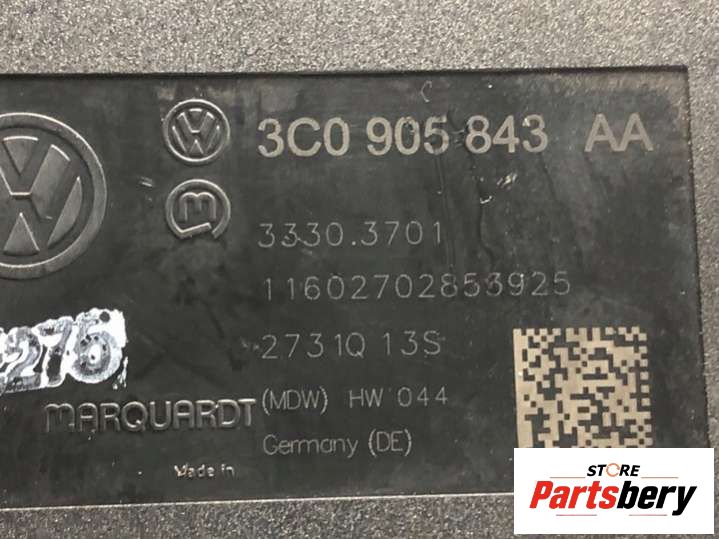 3C0 905 843 AA
3330.3701
11602702853925
2731Q 13S
276
MARQUARDT (MDW) HW 044
Made in Germany (DE)
STORE
Partsbery